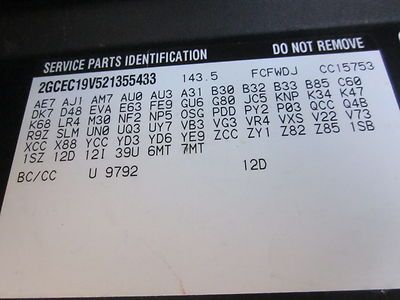 SERVICE PARTS IDENTIFICATION DO NOT REMOVE
2GCEC19V521355433 143.5 FCFWDJ CC15753
AE7 AJ1 AM7 AU0 AU3 A31 B30 B32 B33 B85 C60
DK7 D48 EVA E63 FE9 GU6 G80 JC5 KNP K34 K47
K68 LR4 M30 NF2 NP5 OSG PDD PY2 P03 QCC Q4B
R9Z SLM UN0 UQ3 UY7 VB3 VG3 VR4 VXS V22 V73
XCC X88 YCC YD3 YD6 YE9 ZCC ZY1 Z82 Z85 1SB
1SZ 12D 12I 39U 6MT 7MT
BC/CC U 9792 12D